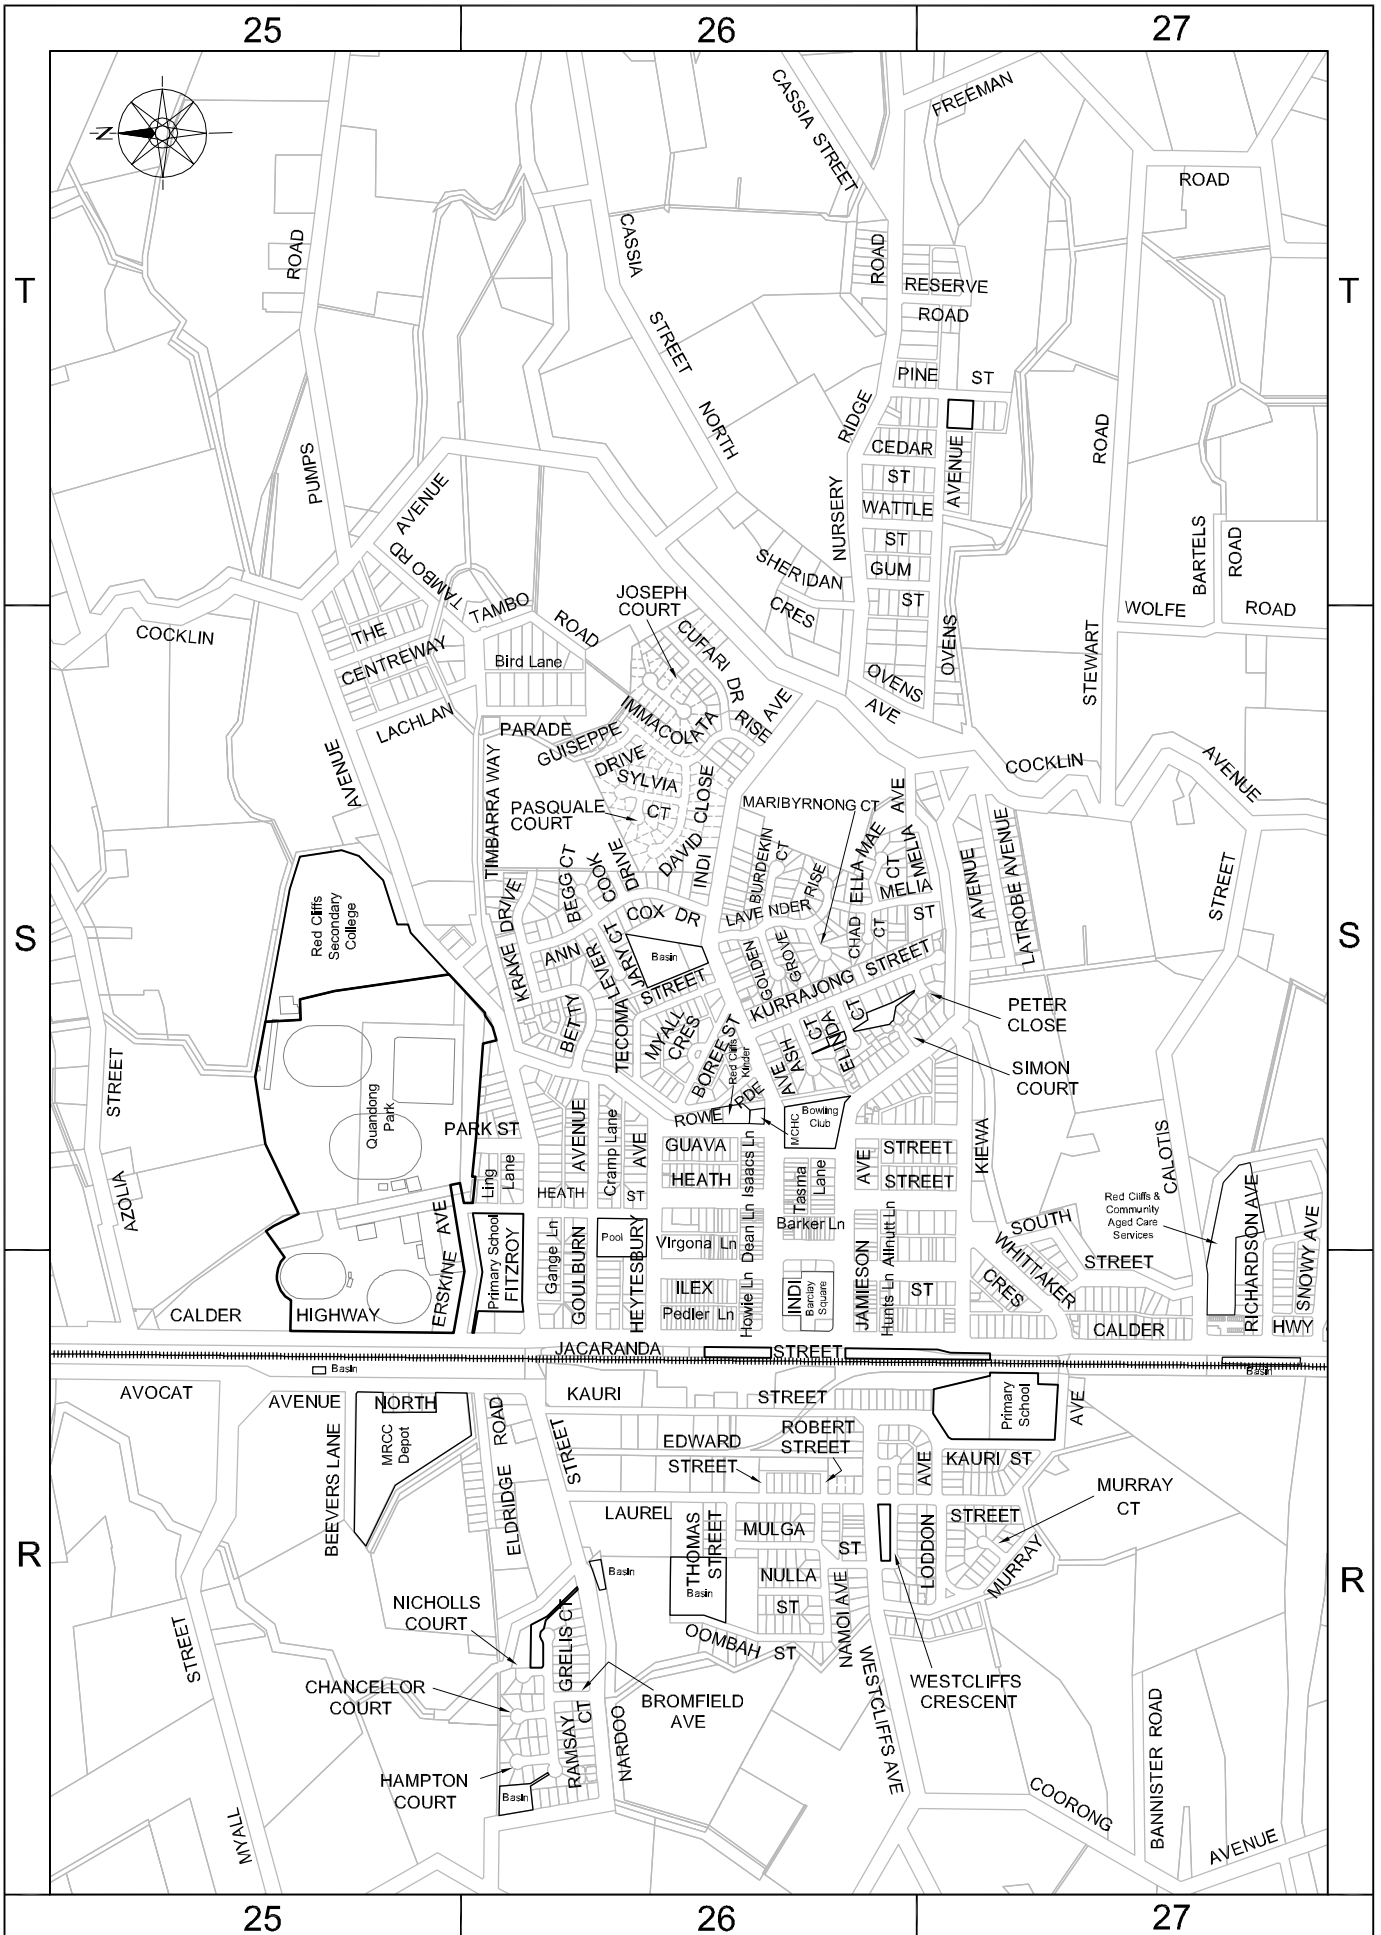 25
26
27
N
CASSIA STREET
FREEMAN
ROAD
ROAD
CASSIA
STREET
NORTH
ROAD
RESERVE
ROAD
T
T
PINE ST
RIDGE
CEDAR
ST
AVENUE
ROAD
PUMPS
AVENUE
NURSERY
WATTLE
ST
GUM
ST
BARTELS
ROAD
TAMBO RD
TAMBO
TAMBO
ROAD
SHERIDAN
CRES
JOSEPH
COURT
WOLFE ROAD
COCKLIN
THE
CENTREWAY
CUFARI
DR
Bird Lane
OVENS
OVENS
AVE
STEWART
LACHLAN
PARADE
IMMACOLATA
RISE
AVE
GUISEPPE
DRIVE
AVENUE
TIMBARRA WAY
SYLVIA
CT
COCKLIN
AVENUE
PASQUALE
COURT
CLOSE
DAVID
MARIBYRNONG CT
AVE
MELIA
ELLA MAE
CT
BURDEKIN
CT
RISE
MELIA
ST
AVENUE
LATROBE AVENUE
STREET
BEGG CT
COOK
DRIVE
INDI
COX DR
LAVENDER
CHAD
CT
KRAKE DRIVE
ANN
LEVER
JARY CT
Basin
GOLDEN
GROVE
S
S
Red Cliffs
Secondary
College
STREET
TECOMA
KURRAJONG STREET
PETER
CLOSE
BETTY
MYALL
CRES
BOREE ST
Red Cliffs
Kinder
AVE
ASH
CT
ELINDA
CT
SIMON
COURT
STREET
Quandong
Park
PARK ST
ROWE PDE
MCHC
Bowling
Club
AVENUE
Cramp Lane
AVE
GUAVA
STREET
KIEWA
CALOTIS
AZOLIA
Ling
Lane
HEATH
ST
HEATH
Isaacs Ln
Tasma
Lane
AVE
STREET
Red Cliffs &
Community
Aged Care
Services
AVE
ERSKINE
Primary School
FITZROY
Gange Ln
GOULBURN
Pool
HEYTESBURY
Virgona Ln
Dean Ln
Barker Ln
Allnutt Ln
SOUTH
STREET
WHITTAKER
CRES
RICHARDSON AVE
SNOWY AVE
ILEX
Pedler Ln
Howie Ln
INDI
Barclay
Square
JAMIESON
Hunts Ln
ST
CALDER
HIGHWAY
CALDER
HWY
JACARANDA
STREET
Basin
Basin
AVOCAT
AVENUE
NORTH
KAURI
STREET
Primary
School
AVE
BEEVERS LANE
MRCC
Depot
ELDRIDGE ROAD
STREET
EDWARD
STREET
ROBERT
STREET
AVE
KAURI ST
MURRAY
CT
LAUREL
STREET
THOMAS
STREET
MULGA
ST
LODDON
MURRAY
R
R
Basin
Basin
NULLA
ST
NAMOI AVE
NICHOLLS
COURT
GRELIS CT
OOMBAH ST
WESTCLIFFS
CRESCENT
STREET
CHANCELLOR
COURT
BROMFIELD
AVE
RAMSAY
CT
NARDOO
WESTCLIFFS AVE
HAMPTON
COURT
Basin
MYALL
COORONG
AVENUE
BANNISTER ROAD
25
26
27